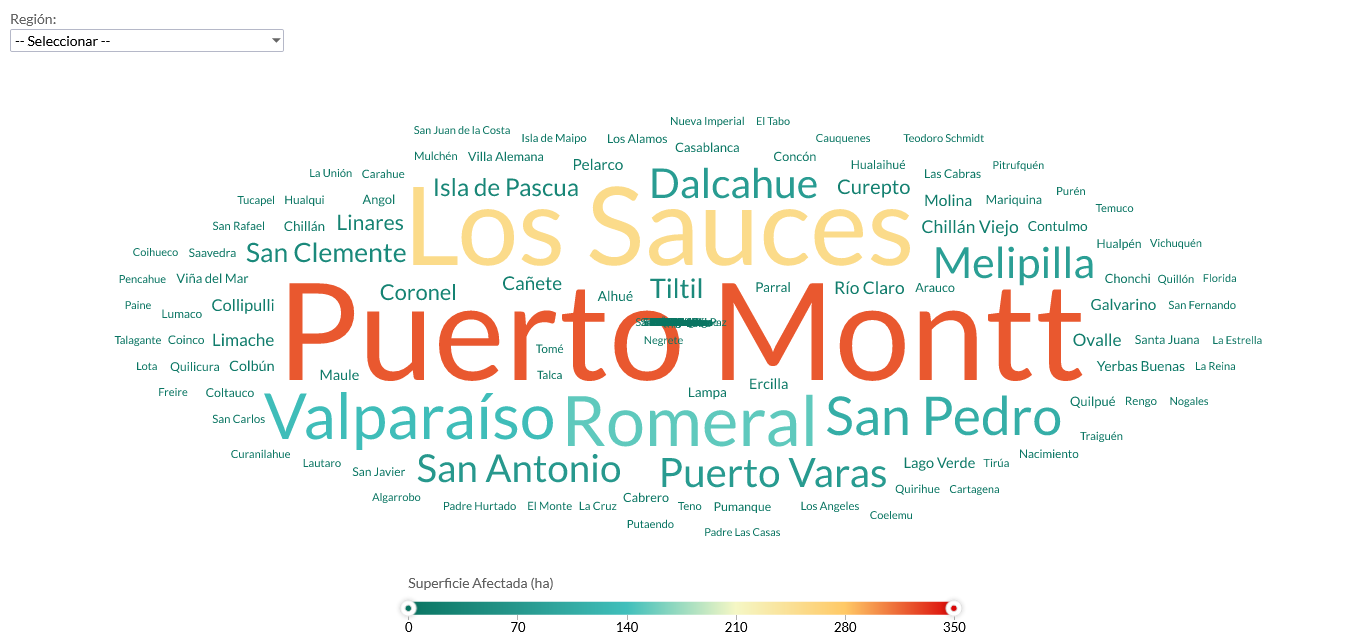 Región:
-- Seleccionar --
Nueva Imperial El Tabo
San Juan de la Costa Isla de Maipo Los Alamos Cauquenes Teodoro Schmidt
Casablanca
Mulchén Villa Alemana Pelarco Concón Hualaihué Pitrufquén
La Unión Carahue Isla de Pascua Dalcahue Curepto Las Cabras
Purén
Tucapel Hualqui Angol Molina Mariquina Temuco
San Rafael Chillán Linares Los Sauces Chillán Viejo Contulmo
Hualpén Vichuquén
Coihueco Saavedra San Clemente Melipilla
Pencahue Viña del Mar Cañete Tiltil Parral Río Claro Arauco Chonchi Quillón Florida
Coronel Alhué
Paine Lumaco Collipulli Galvarino San Fernando
Puerto Montt
Talagante Coinco Limache Tomé Negrete Ovalle Santa Juana La Estrella
Lota Quilicura Colbún Maule Talca Yerbas Buenas La Reina
Freire Coltauco Lampa Ercilla
Quilpué Rengo Nogales
San Carlos Valparaíso Romeral San Pedro
Traiguén
Curanilahue Lautaro San Javier San Antonio Puerto Varas Lago Verde Tirúa Nacimiento
Quirihue Cartagena
Algarrobo Padre Hurtado El Monte La Cruz Cabrero Teno Pumanque Los Angeles
Coelemu
Putaendo Padre Las Casas
Superficie Afectada (ha)
0 70 140 210 280 350